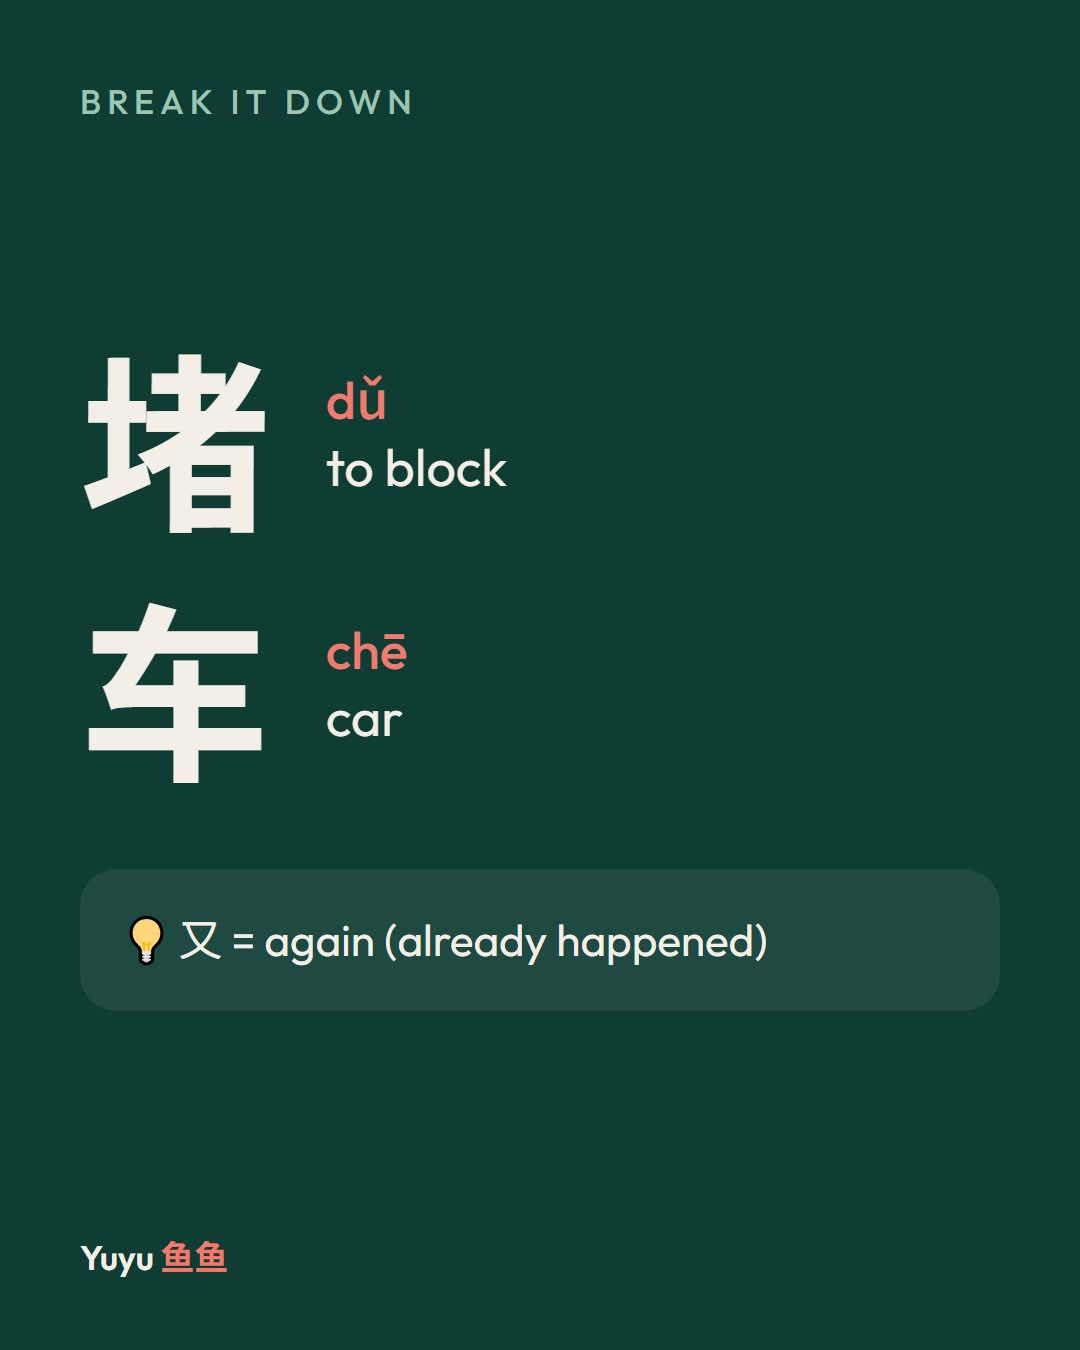 BREAK IT DOWN
堵
dǔ
to block
车
chē
car
💡 又 = again (already happened)
Yuyu 鱼鱼